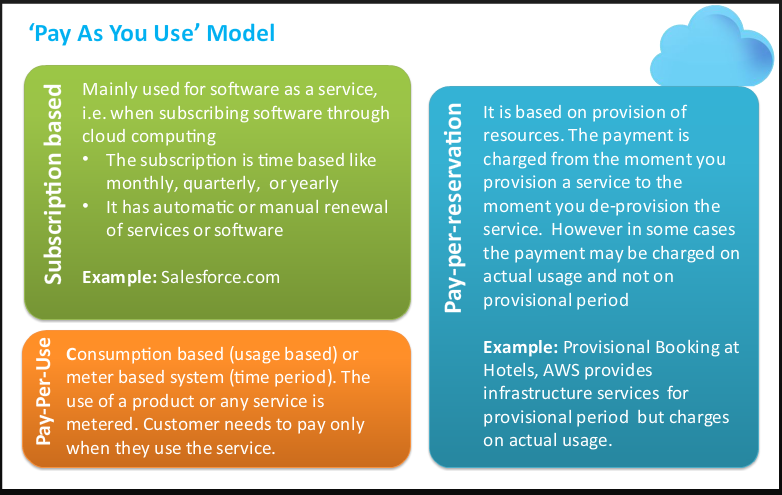 ‘Pay As You Use’ Model
Subscription based
Mainly used for software as a service,
i.e. when subscribing software through
cloud computing
• The subscription is time based like
monthly, quarterly, or yearly
• It has automatic or manual renewal
of services or software
Example: Salesforce.com
Pay-Per-Use
Consumption based (usage based) or
meter based system (time period). The
use of a product or any service is
metered. Customer needs to pay only
when they use the service.
Pay-per-reservation
It is based on provision of
resources. The payment is
charged from the moment you
provision a service to the
moment you de-provision the
service. However in some cases
the payment may be charged on
actual usage and not on
provisional period
Example: Provisional Booking at
Hotels, AWS provides
infrastructure services for
provisional period but charges
on actual usage.